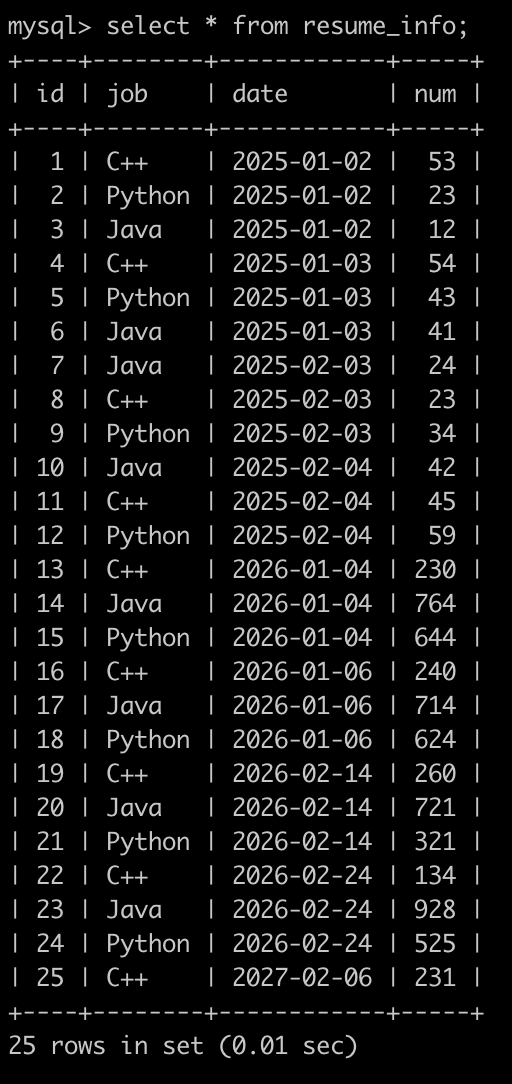 mysql> select * from resume_info;
+----+--------+------------+-----+
| id | job    | date       | num |
+----+--------+------------+-----+
|  1 | C++    | 2025-01-02 |  53 |
|  2 | Python | 2025-01-02 |  23 |
|  3 | Java   | 2025-01-02 |  12 |
|  4 | C++    | 2025-01-03 |  54 |
|  5 | Python | 2025-01-03 |  43 |
|  6 | Java   | 2025-01-03 |  41 |
|  7 | Java   | 2025-02-03 |  24 |
|  8 | C++    | 2025-02-03 |  23 |
|  9 | Python | 2025-02-03 |  34 |
| 10 | Java   | 2025-02-04 |  42 |
| 11 | C++    | 2025-02-04 |  45 |
| 12 | Python | 2025-02-04 |  59 |
| 13 | C++    | 2026-01-04 | 230 |
| 14 | Java   | 2026-01-04 | 764 |
| 15 | Python | 2026-01-04 | 644 |
| 16 | C++    | 2026-01-06 | 240 |
| 17 | Java   | 2026-01-06 | 714 |
| 18 | Python | 2026-01-06 | 624 |
| 19 | C++    | 2026-02-14 | 260 |
| 20 | Java   | 2026-02-14 | 721 |
| 21 | Python | 2026-02-14 | 321 |
| 22 | C++    | 2026-02-24 | 134 |
| 23 | Java   | 2026-02-24 | 928 |
| 24 | Python | 2026-02-24 | 525 |
| 25 | C++    | 2027-02-06 | 231 |
+----+--------+------------+-----+
25 rows in set (0.01 sec)